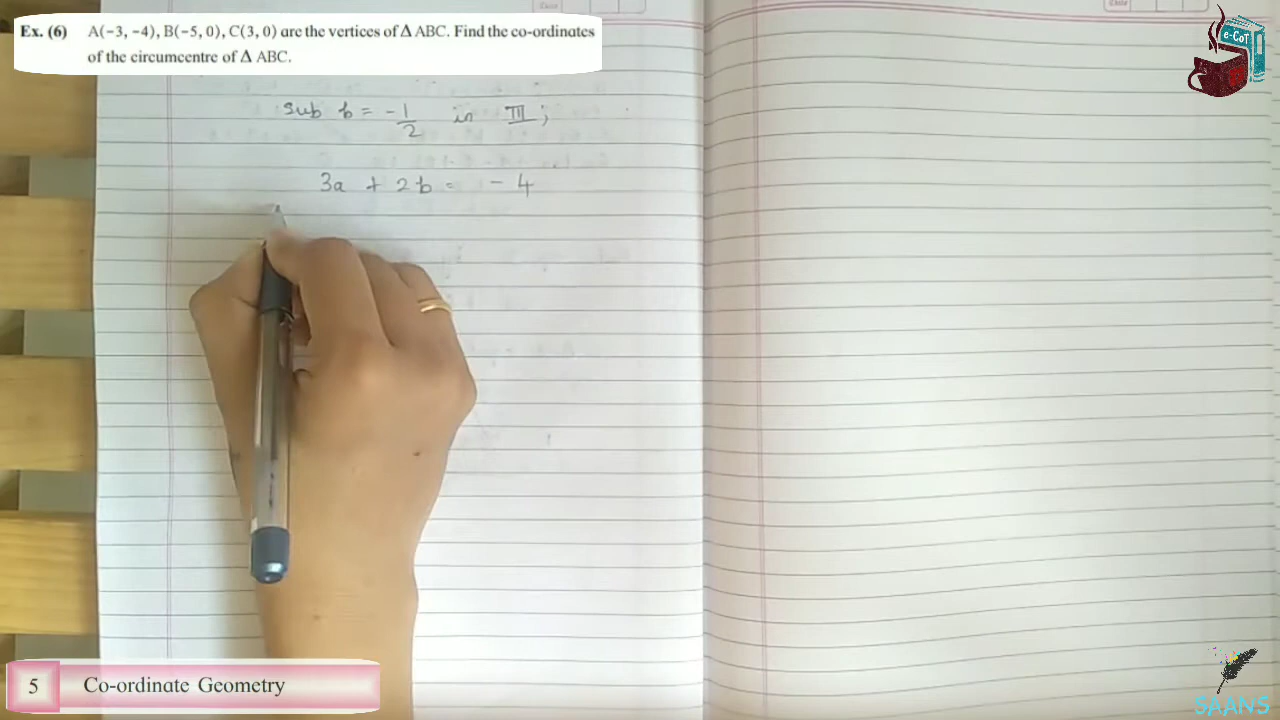 Ex. (6) A(−3, −4), B(−5, 0), C(3, 0) are the vertices of Δ ABC. Find the co-ordinates
of the circumcentre of Δ ABC.
e-CoT
sub b = -1/2 in III;
3a + 2b = - 4
5 Co-ordinate Geometry
SAANS